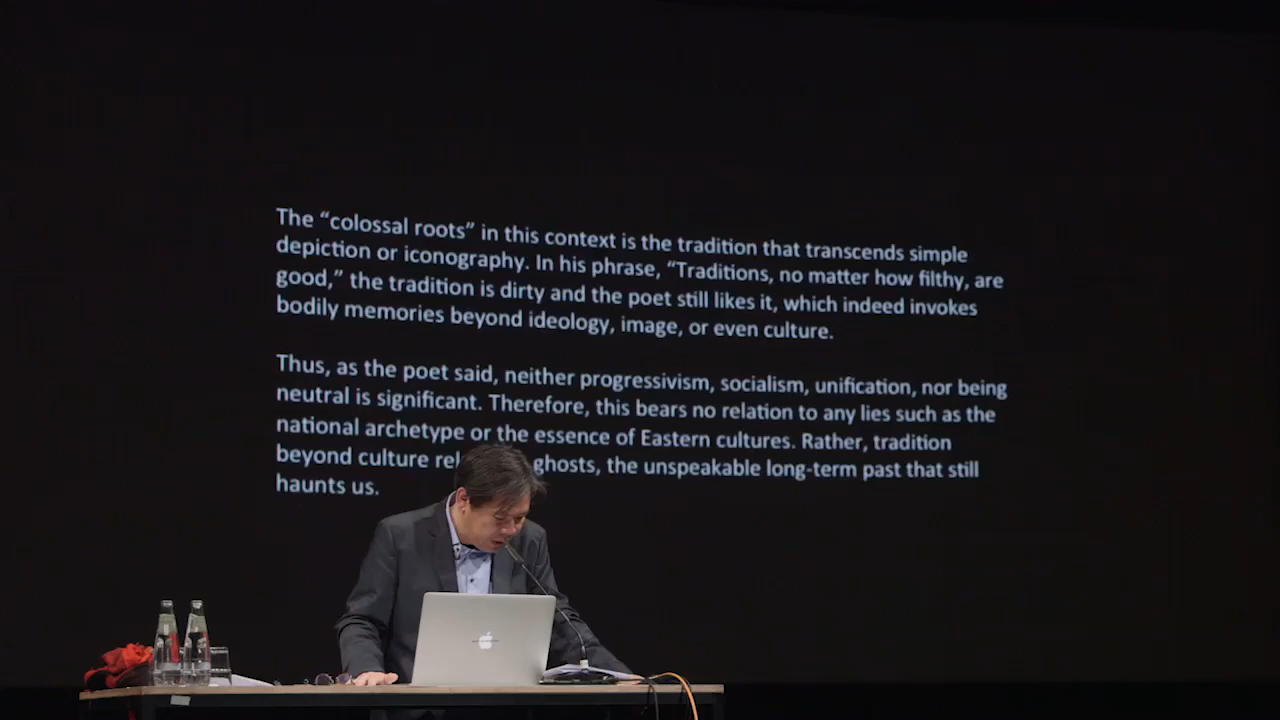 The “colossal roots” in this context is the tradition that transcends simple
depiction or iconography. In his phrase, “Traditions, no matter how filthy, are
good,” the tradition is dirty and the poet still likes it, which indeed invokes
bodily memories beyond ideology, image, or even culture.
Thus, as the poet said, neither progressivism, socialism, unification, nor being
neutral is significant. Therefore, this bears no relation to any lies such as the
national archetype or the essence of Eastern cultures. Rather, tradition
beyond culture ghosts, the unspeakable long-term past that still
haunts us.